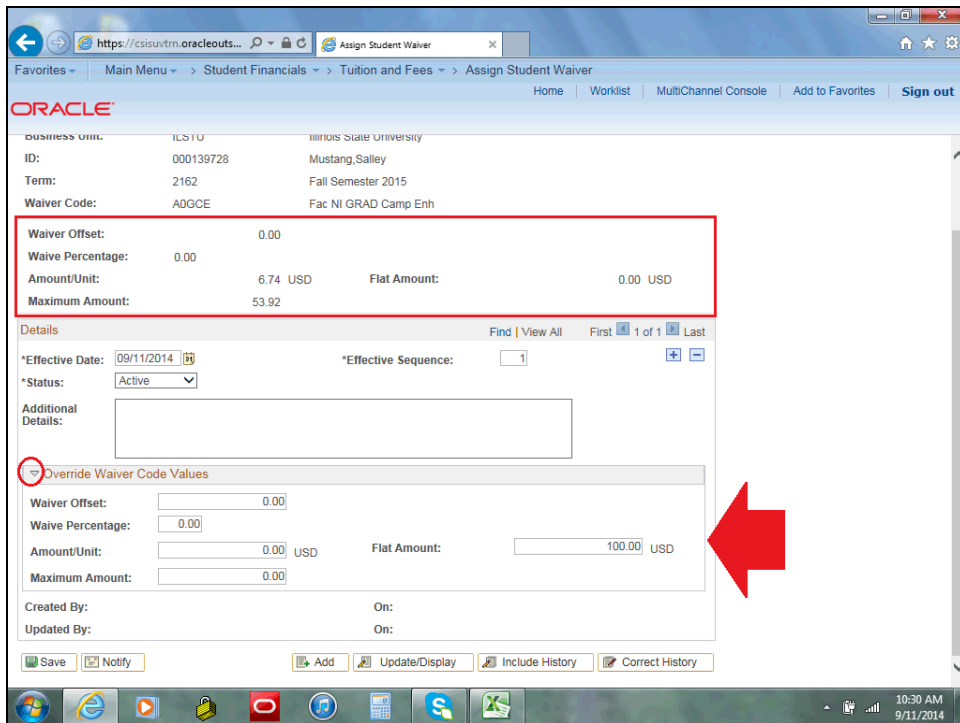 https://csisuvtrn.oracleouts...
Assign Student Waiver
Favorites Main Menu > Student Financials > Tuition and Fees > Assign Student Waiver
Home Worklist MultiChannel Console Add to Favorites Sign out
ORACLE
Business Unit: ILSTU Illinois State University
ID: 000139728 Mustang,Salley
Term: 2162 Fall Semester 2015
Waiver Code: A0GCE Fac NI GRAD Camp Enh
Waiver Offset: 0.00
Waive Percentage: 0.00
Amount/Unit: 6.74 USD Flat Amount: 0.00 USD
Maximum Amount: 53.92
Details Find | View All First 1 of 1 Last
*Effective Date: 09/11/2014 *Effective Sequence: 1
*Status: Active
Additional
Details:
Override Waiver Code Values
Waiver Offset: 0.00
Waive Percentage: 0.00
Amount/Unit: 0.00 USD Flat Amount: 100.00 USD
Maximum Amount: 0.00
Created By: On:
Updated By: On:
Save Notify Add Update/Display Include History Correct History
10:30 AM
9/11/2014